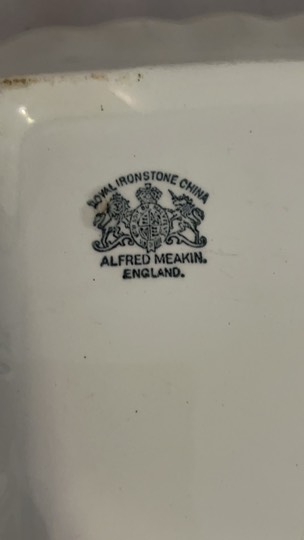 ROYAL IRONSTONE CHINA
ALFRED MEAKIN.
ENGLAND.